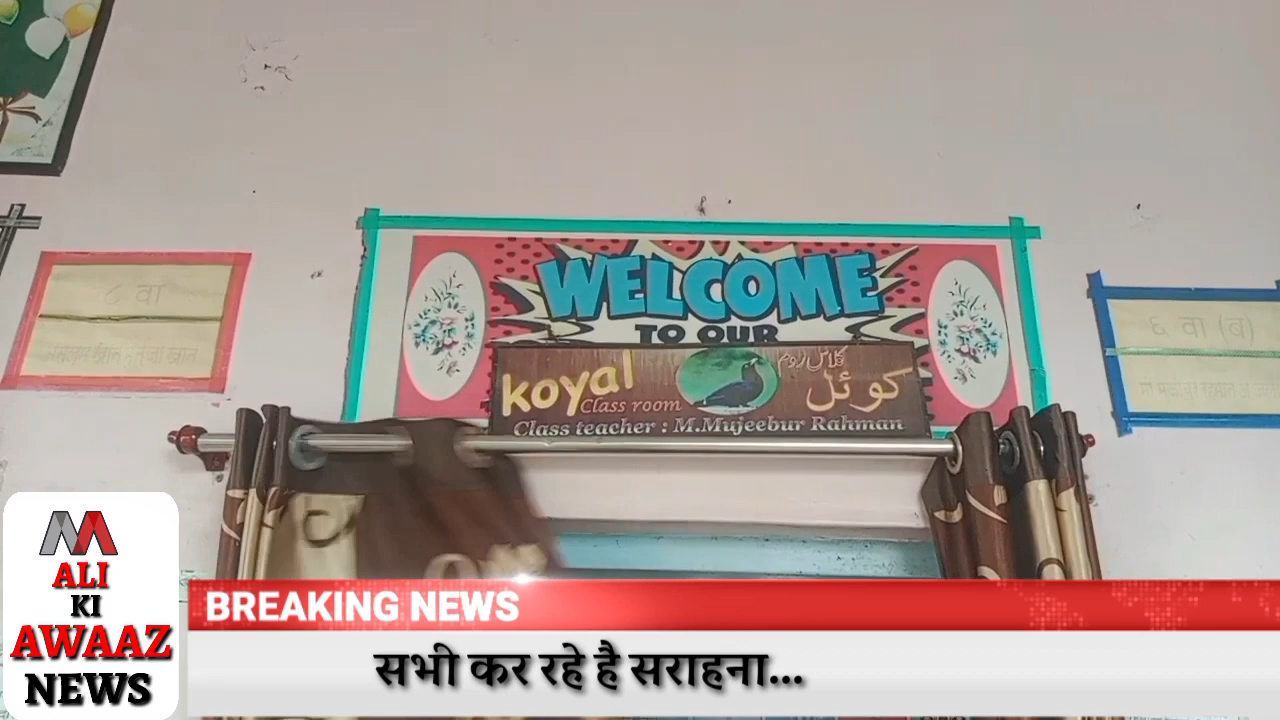 WELCOME
TO OUR
koyal
Class room
کلاس روم
کوئل
Class teacher : M.Mujeebur Rahman
६ वा
६ वा (ब)
ALI
KI
AWAAZ
NEWS
BREAKING NEWS
सभी कर रहे है सराहना...